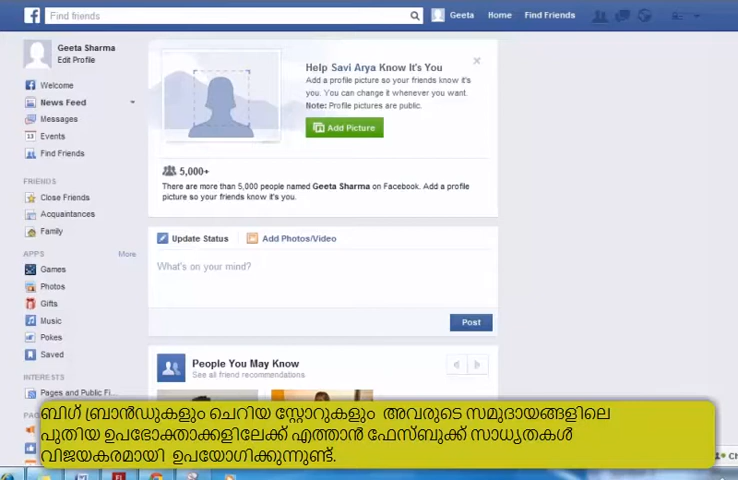 Find friends
Geeta Home Find Friends
Geeta Sharma
Edit Profile
Welcome
News Feed
Messages
13 Events
Find Friends
FRIENDS
Close Friends
Acquaintances
Family
APPS More
Games
Photos
Gifts
Music
Pokes
Saved
INTERESTS
Pages and Public Fi...
Help Savi Arya Know It's You
Add a profile picture so your friends know it's
you. You can change it whenever you want.
Note: Profile pictures are public.
Add Picture
5,000+
There are more than 5,000 people named Geeta Sharma on Facebook. Add a profile
picture so your friends know it's you.
Update Status Add Photos/Video
What's on your mind?
Post
People You May Know
See all friend recommendations
ബിഗ് ബ്രാൻഡുകളും ചെറിയ സ്റ്റോറുകളും അവരുടെ സമുദായങ്ങളിലെ
പുതിയ ഉപഭോക്താക്കളിലേക്ക് എത്താൻ ഫേസ്ബുക്ക് സാധ്യതകൾ
വിജയകരമായി ഉപയോഗിക്കുന്നുണ്ട്.